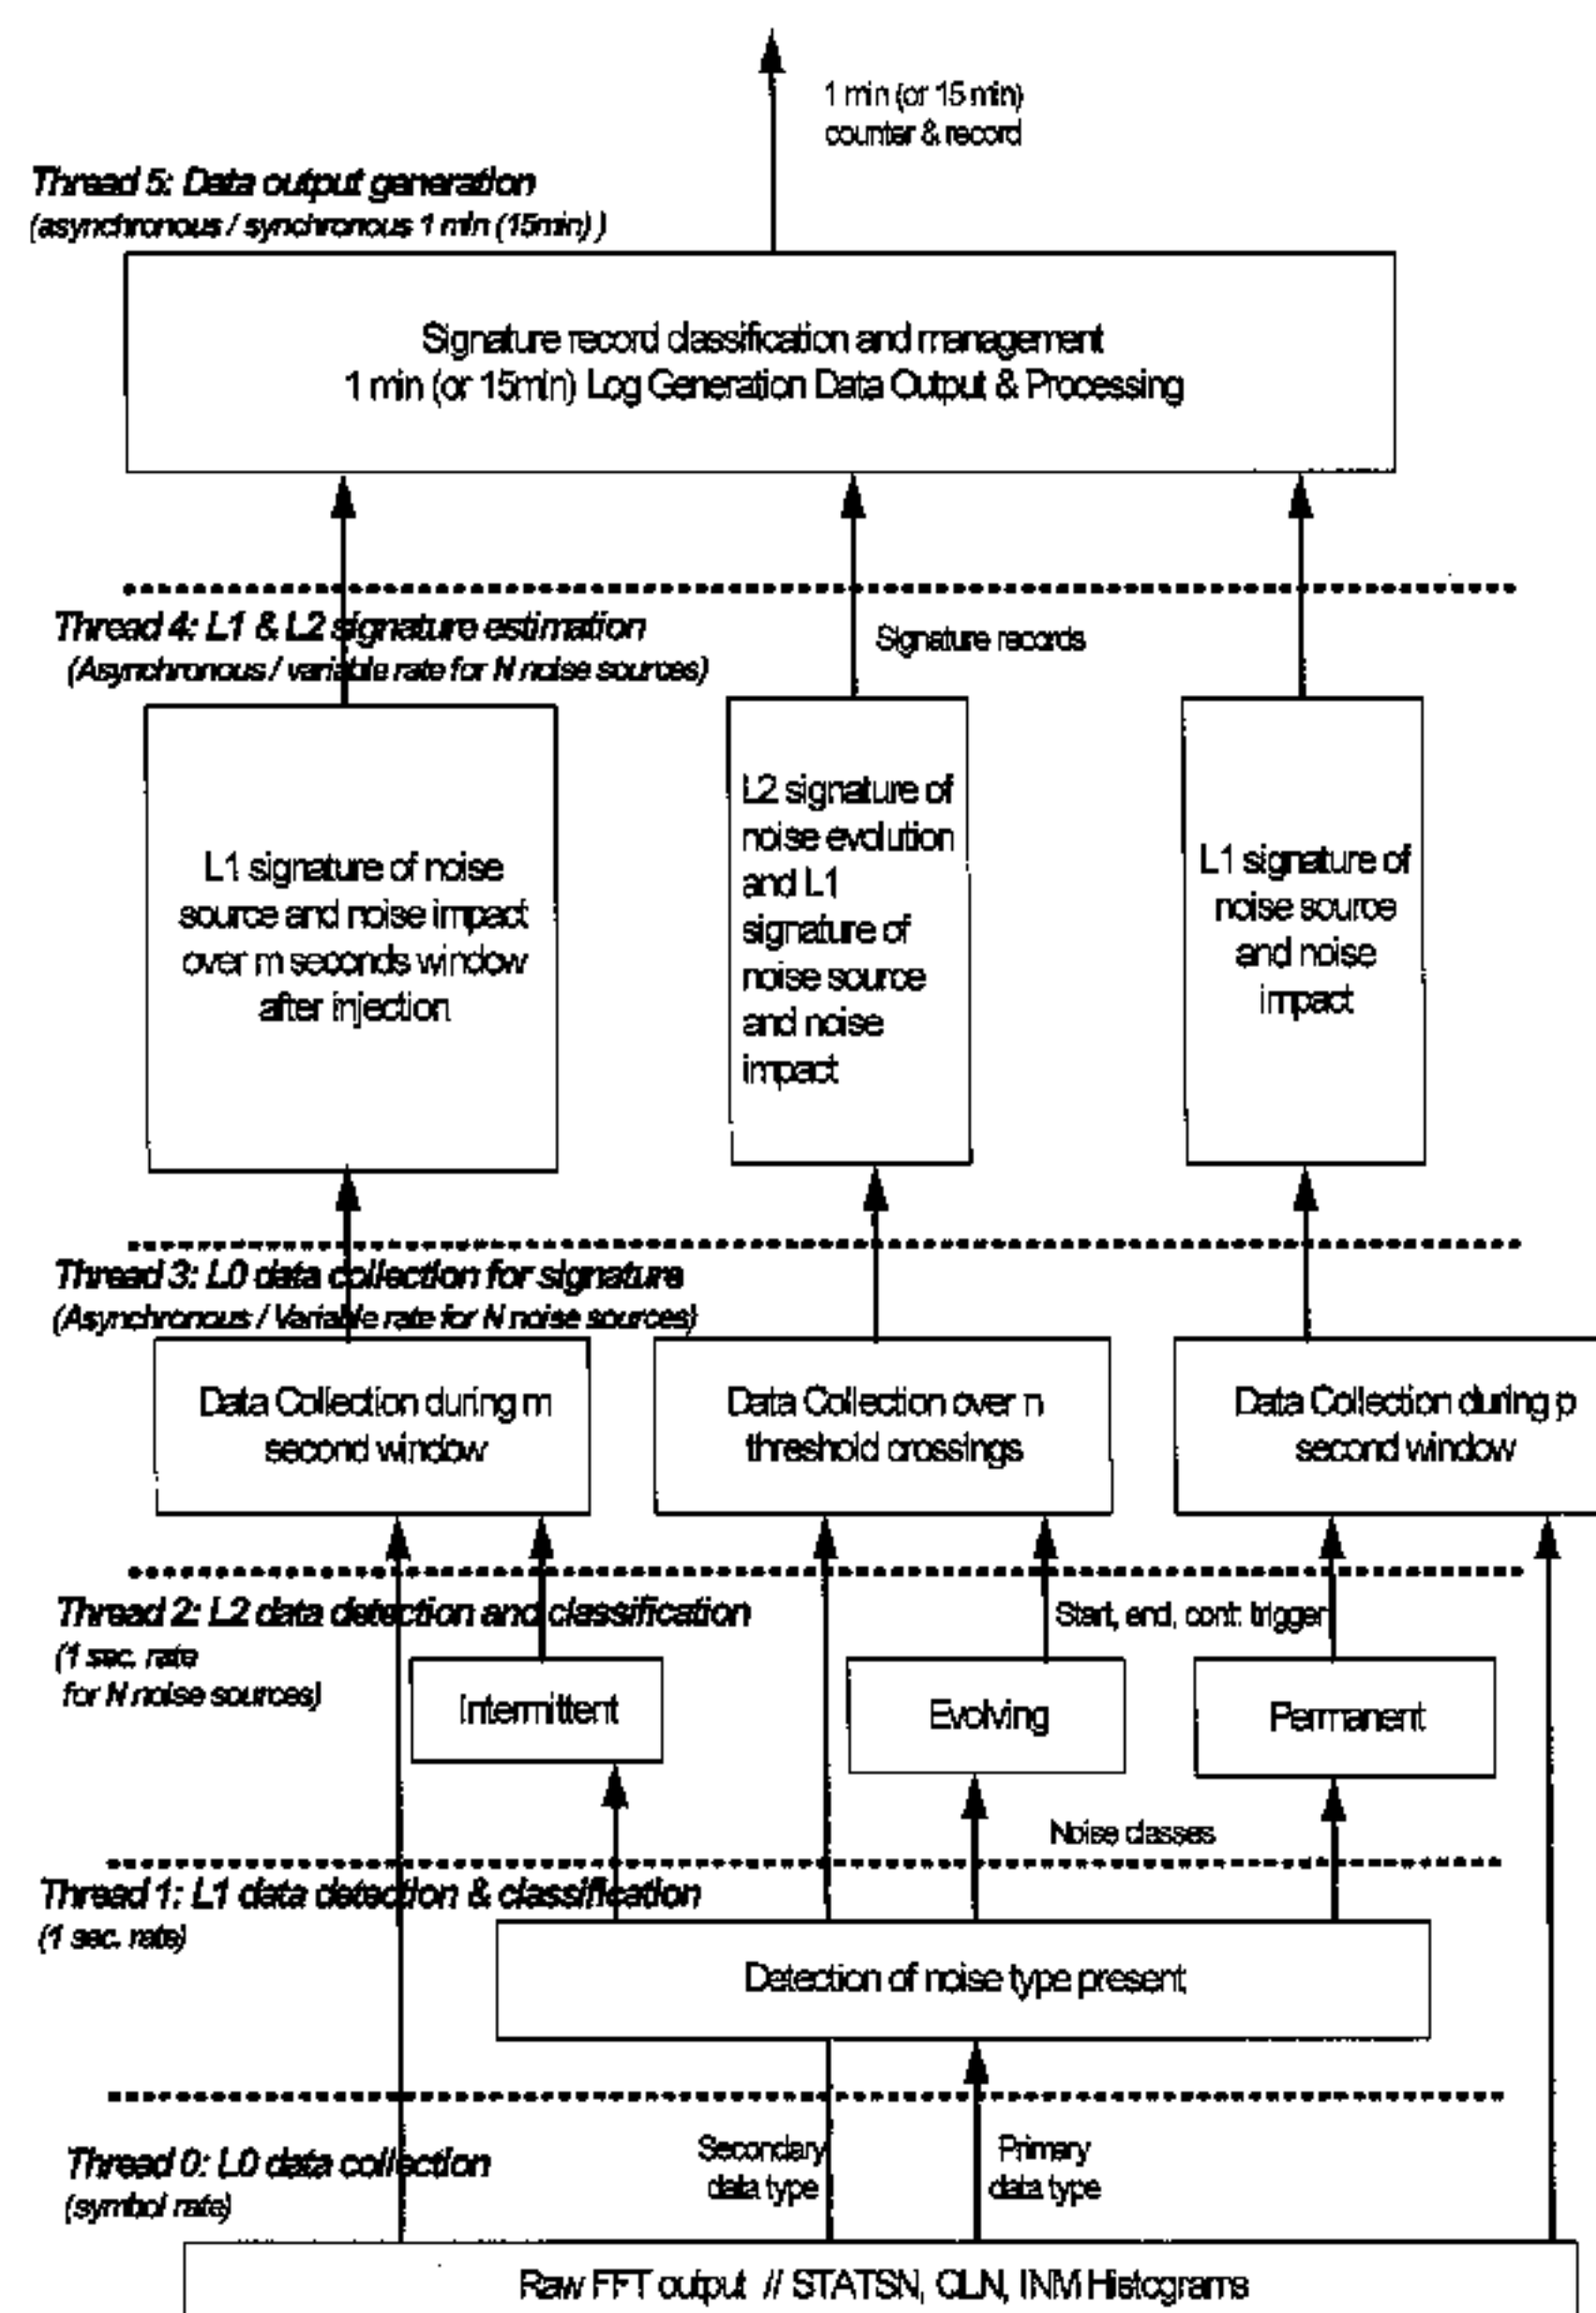 1 min (or 15 min)
counter & record
Thread 5: Data output generation
(asynchronous / synchronous 1 min (15min) )
Signature record classification and management
1 min (or 15min) Log Generation Data Output & Processing
Thread 4: L1 & L2 signature estimation
(Asynchronous / variable rate for N noise sources)
Signature records
L1 signature of noise
source and noise impact
over m seconds window
after injection
L2 signature of
noise evolution
and L1
signature of
noise source
and noise
impact
L1 signature of
noise source
and noise
impact
Thread 3: L0 data collection for signature
(Asynchronous / Variable rate for N noise sources)
Data Collection during m
second window
Data Collection over n
threshold crossings
Data Collection during p
second window
Thread 2: L2 data detection and classification
(1 sec. rate
for N noise sources)
Start, end, cont. trigger
Intermittent
Evolving
Permanent
Noise classes
Thread 1: L1 data detection & classification
(1 sec. rate)
Detection of noise type present
Thread 0: L0 data collection
(symbol rate)
Secondary
data type
Primary
data type
Raw FFT output // STATSN, QLN, INM Histograms